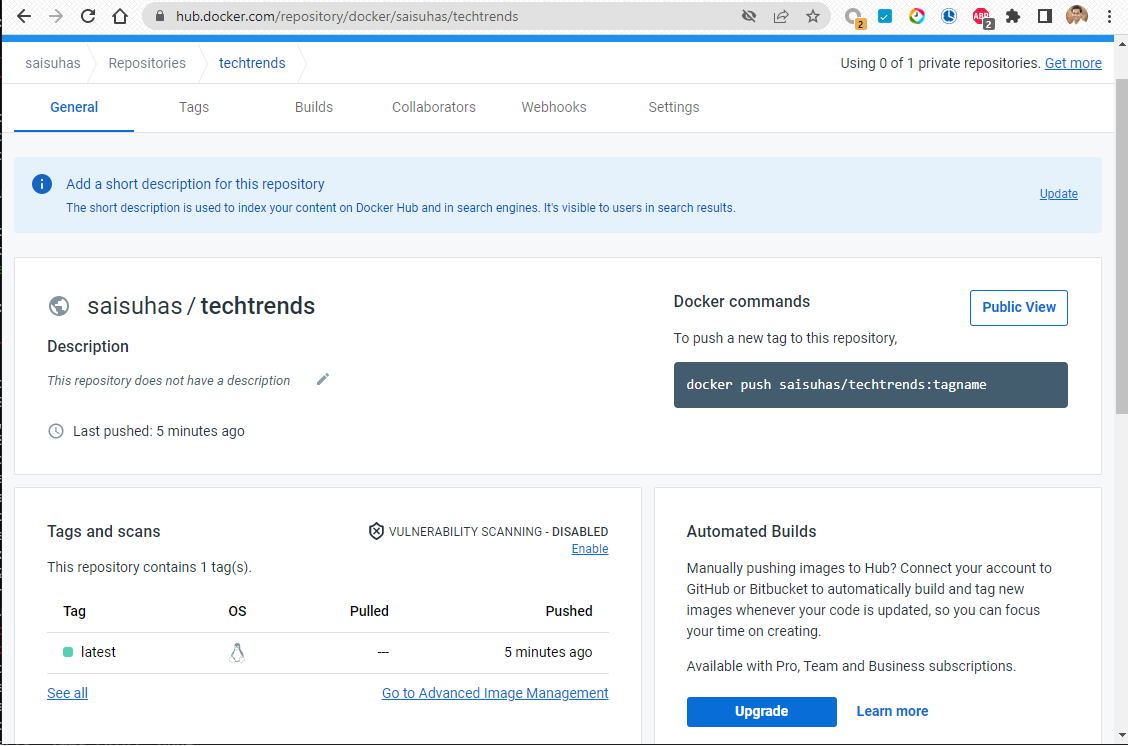 hub.docker.com/repository/docker/saisuhas/techtrends
2
ABP
2
saisuhas
Repositories
techtrends
Using 0 of 1 private repositories. Get more
General
Tags
Builds
Collaborators
Webhooks
Settings
Add a short description for this repository
The short description is used to index your content on Docker Hub and in search engines. It's visible to users in search results.
Update
saisuhas / techtrends
Description
This repository does not have a description
Last pushed: 5 minutes ago
Docker commands
Public View
To push a new tag to this repository,
docker push saisuhas/techtrends:tagname
Tags and scans
VULNERABILITY SCANNING - DISABLED
Enable
This repository contains 1 tag(s).
Tag OS Pulled Pushed
latest --- 5 minutes ago
See all
Go to Advanced Image Management
Automated Builds
Manually pushing images to Hub? Connect your account to
GitHub or Bitbucket to automatically build and tag new
images whenever your code is updated, so you can focus
your time on creating.
Available with Pro, Team and Business subscriptions.
Upgrade
Learn more